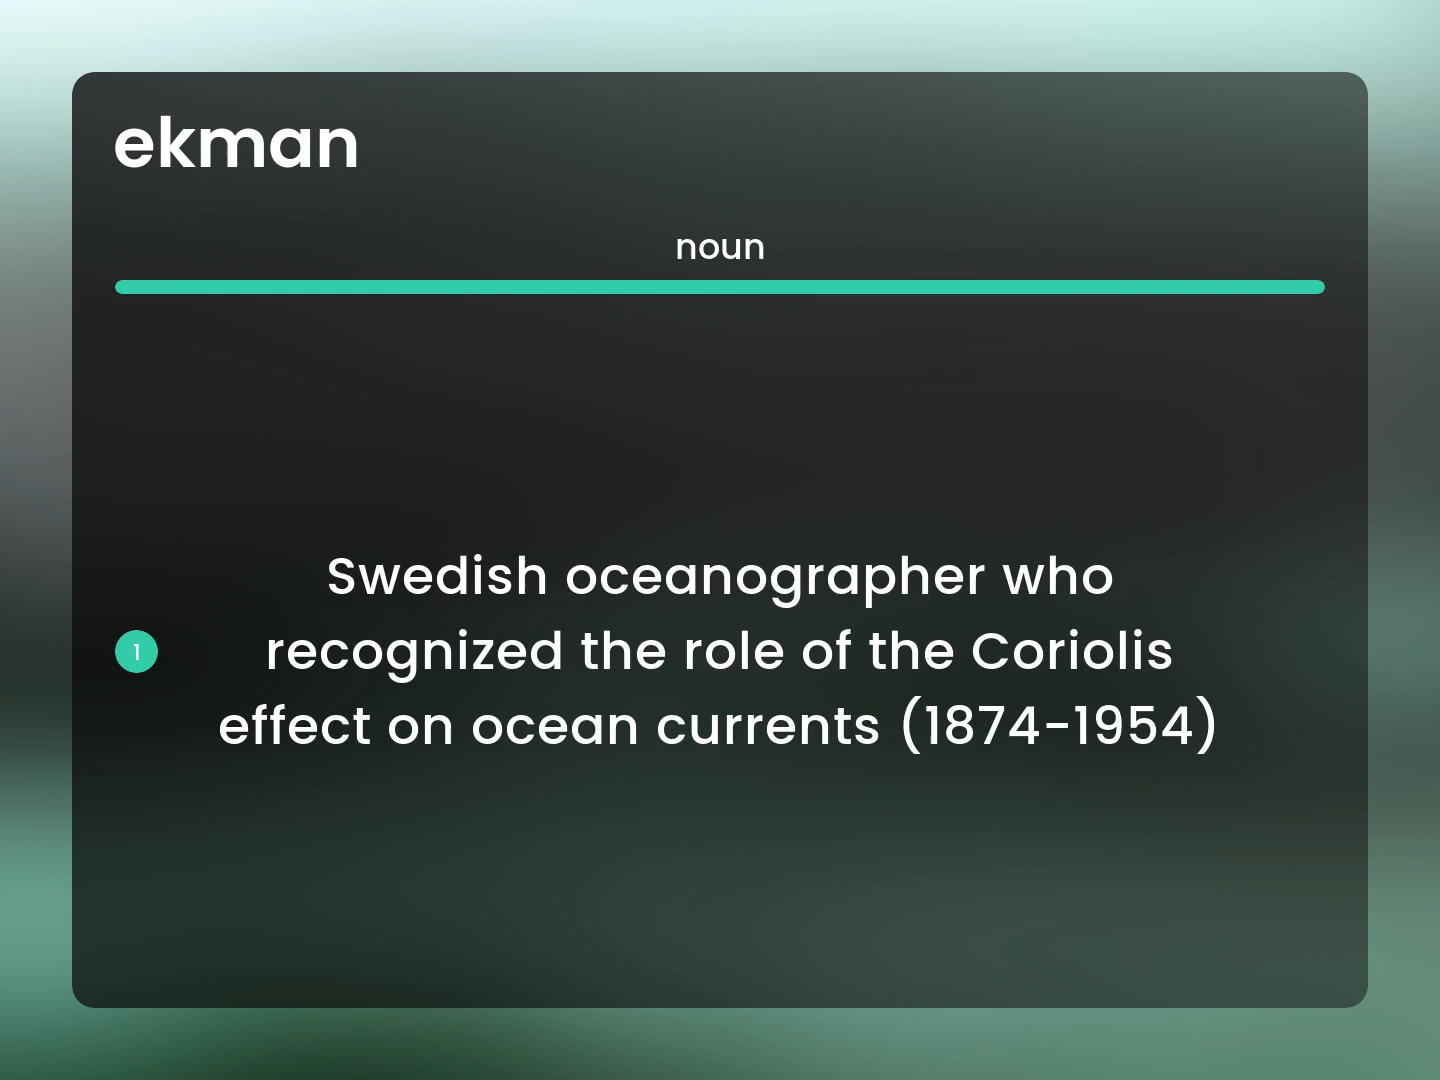 ekman
noun
1
Swedish oceanographer who
recognized the role of the Coriolis
effect on ocean currents (1874-1954)